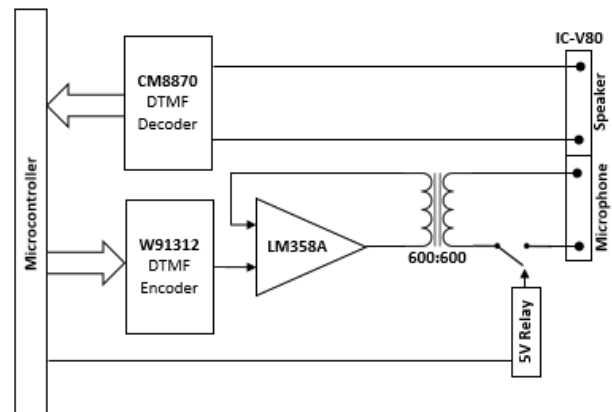 IC-V80
CM8870
DTMF
Decoder
Speaker
Microphone
Microcontroller
W91312
DTMF
Encoder
LM358A
600:600
5V Relay